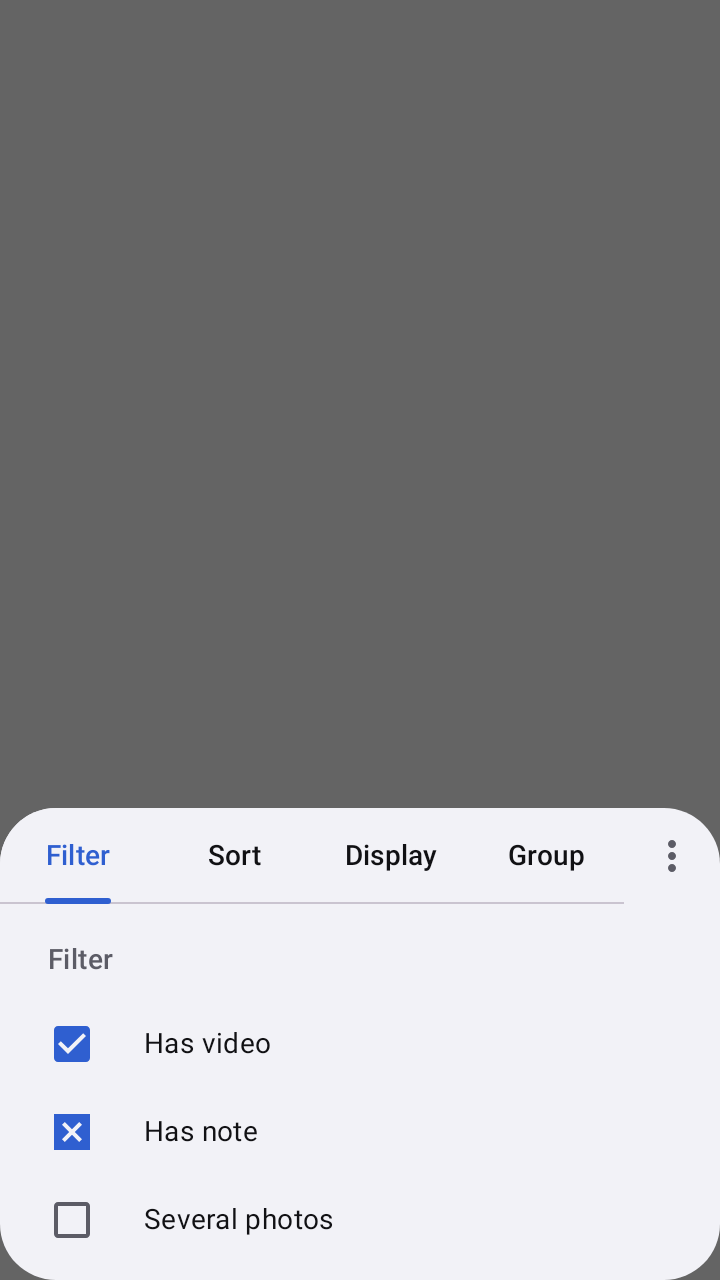 Filter Sort Display Group
Filter
Has video
Has note
Several photos